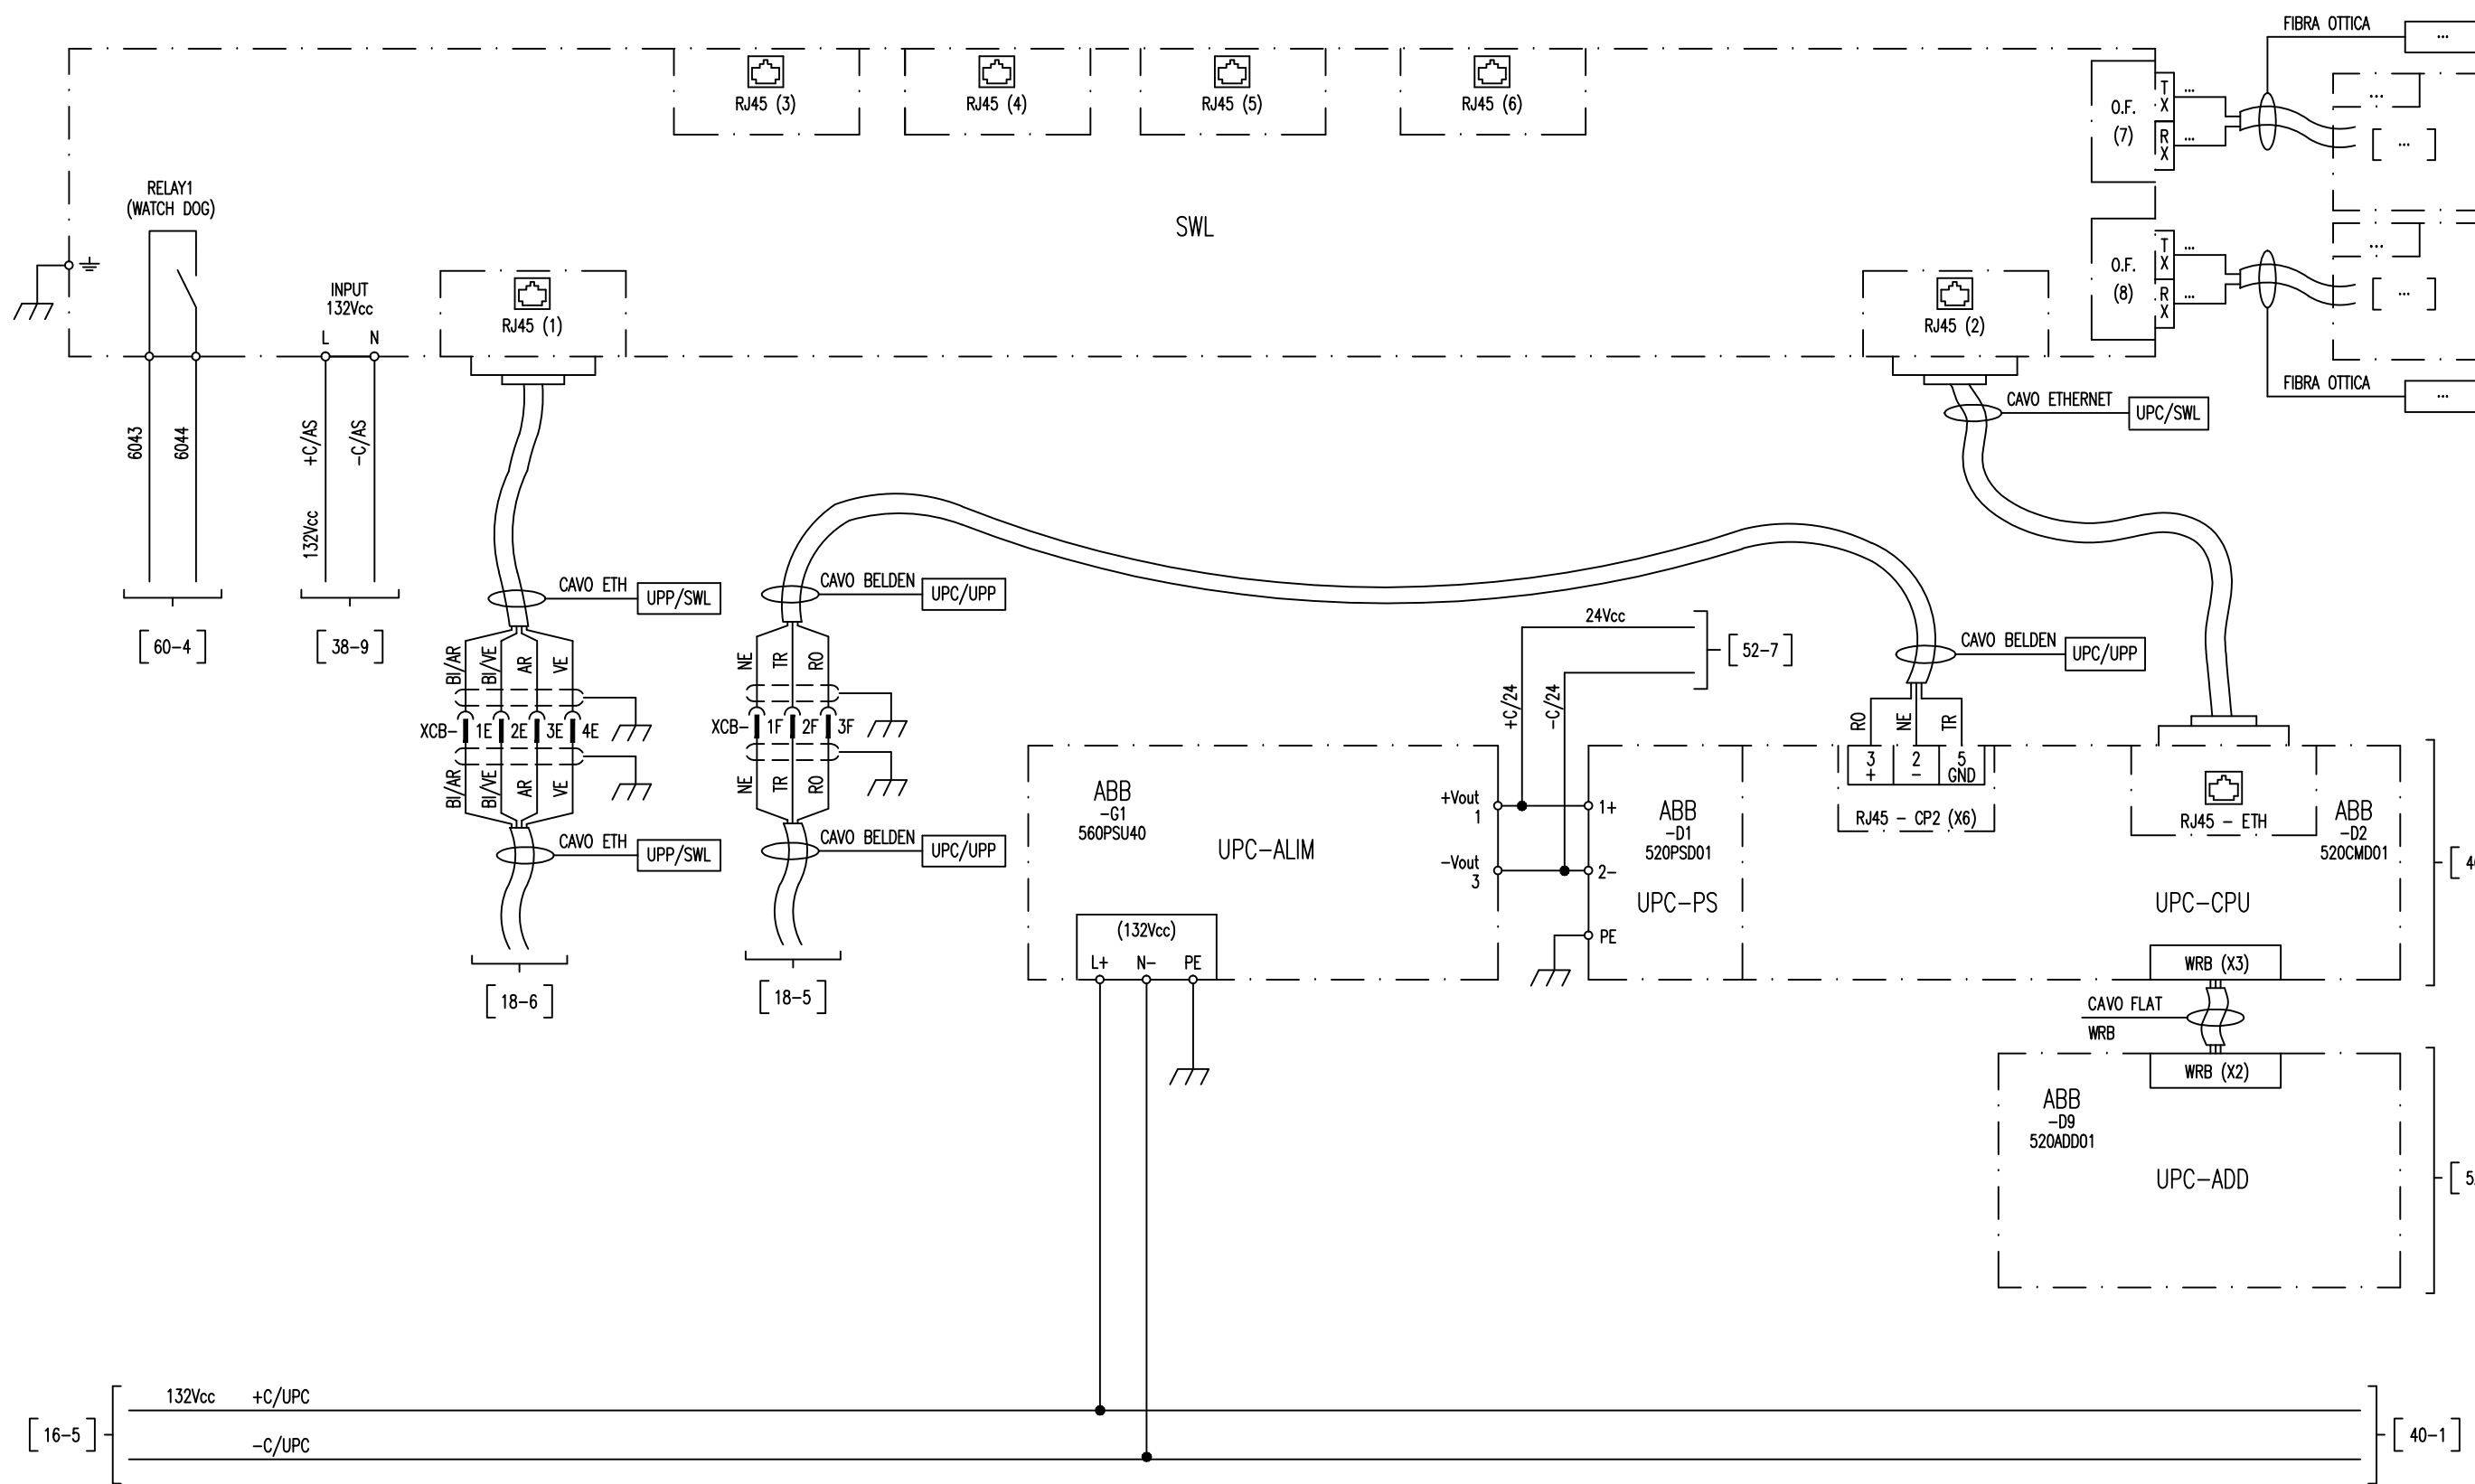 FIBRA OTTICA
...
RJ45 (3)
RJ45 (4)
RJ45 (5)
RJ45 (6)
O.F.
(7)
TX
RX
...
...
...
...
RELAY1
(WATCH DOG)
SWL
INPUT
132Vcc
L
N
RJ45 (1)
RJ45 (2)
O.F.
(8)
TX
RX
...
...
...
...
FIBRA OTTICA
...
CAVO ETHERNET
UPC/SWL
6043
6044
+C/AS
-C/AS
132Vcc
60-4
38-9
CAVO ETH
UPP/SWL
CAVO BELDEN
UPC/UPP
BI/AR
BI/VE
AR
VE
NE
TR
RO
XCB-
1E
2E
3E
4E
XCB-
1F
2F
3F
BI/AR
BI/VE
AR
VE
NE
TR
RO
CAVO ETH
UPP/SWL
CAVO BELDEN
UPC/UPP
18-6
18-5
24Vcc
52-7
+C/24
-C/24
CAVO BELDEN
UPC/UPP
RO
NE
TR
3
+
2
-
5
GND
RJ45 - CP2 (X6)
RJ45 - ETH
ABB
-G1
560PSU40
UPC-ALIM
+Vout
1
-Vout
3
1+
2-
PE
ABB
-D1
520PSD01
UPC-PS
ABB
-D2
520CMD01
UPC-CPU
(132Vcc)
L+
N-
PE
WRB (X3)
CAVO FLAT
WRB
WRB (X2)
ABB
-D9
520ADD01
UPC-ADD
16-5
132Vcc
+C/UPC
-C/UPC
40-1